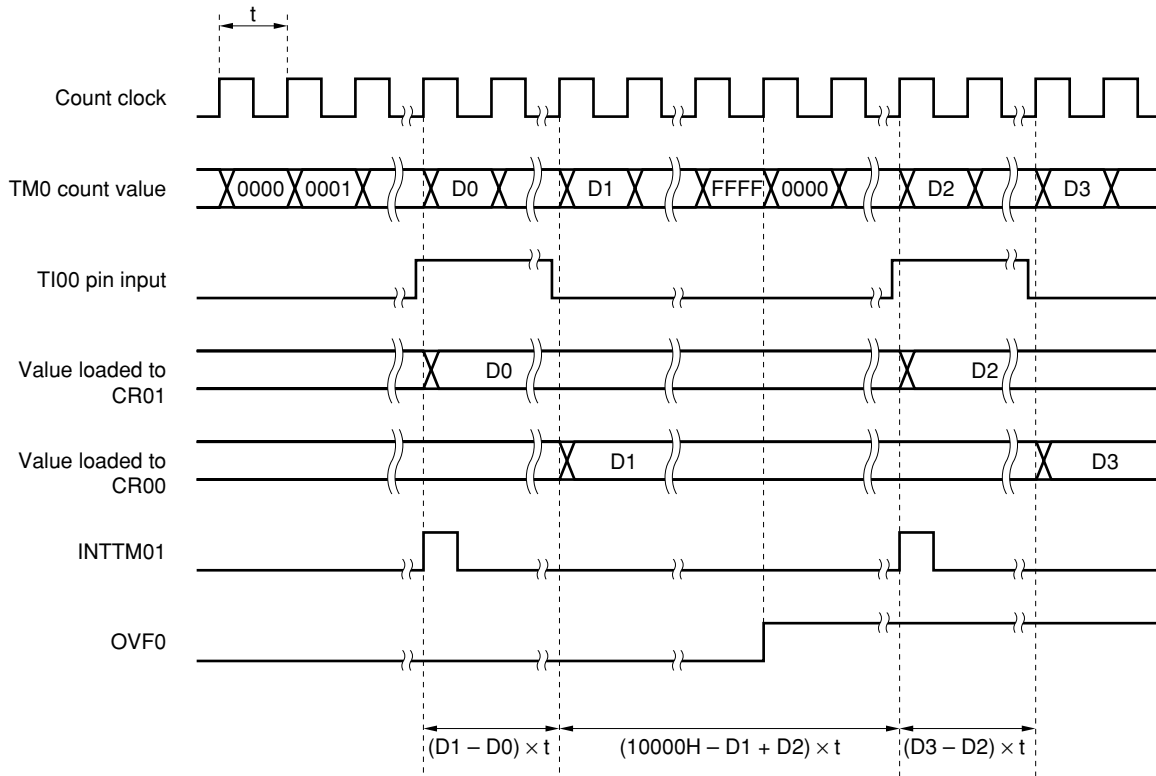 t
Count clock
TM0 count value
0000 0001 D0 D1 FFFF 0000 D2 D3
TI00 pin input
Value loaded to
CR01
D0 D2
Value loaded to
CR00
D1 D3
INTTM01
OVF0
(D1 – D0) × t (10000H – D1 + D2) × t (D3 – D2) × t